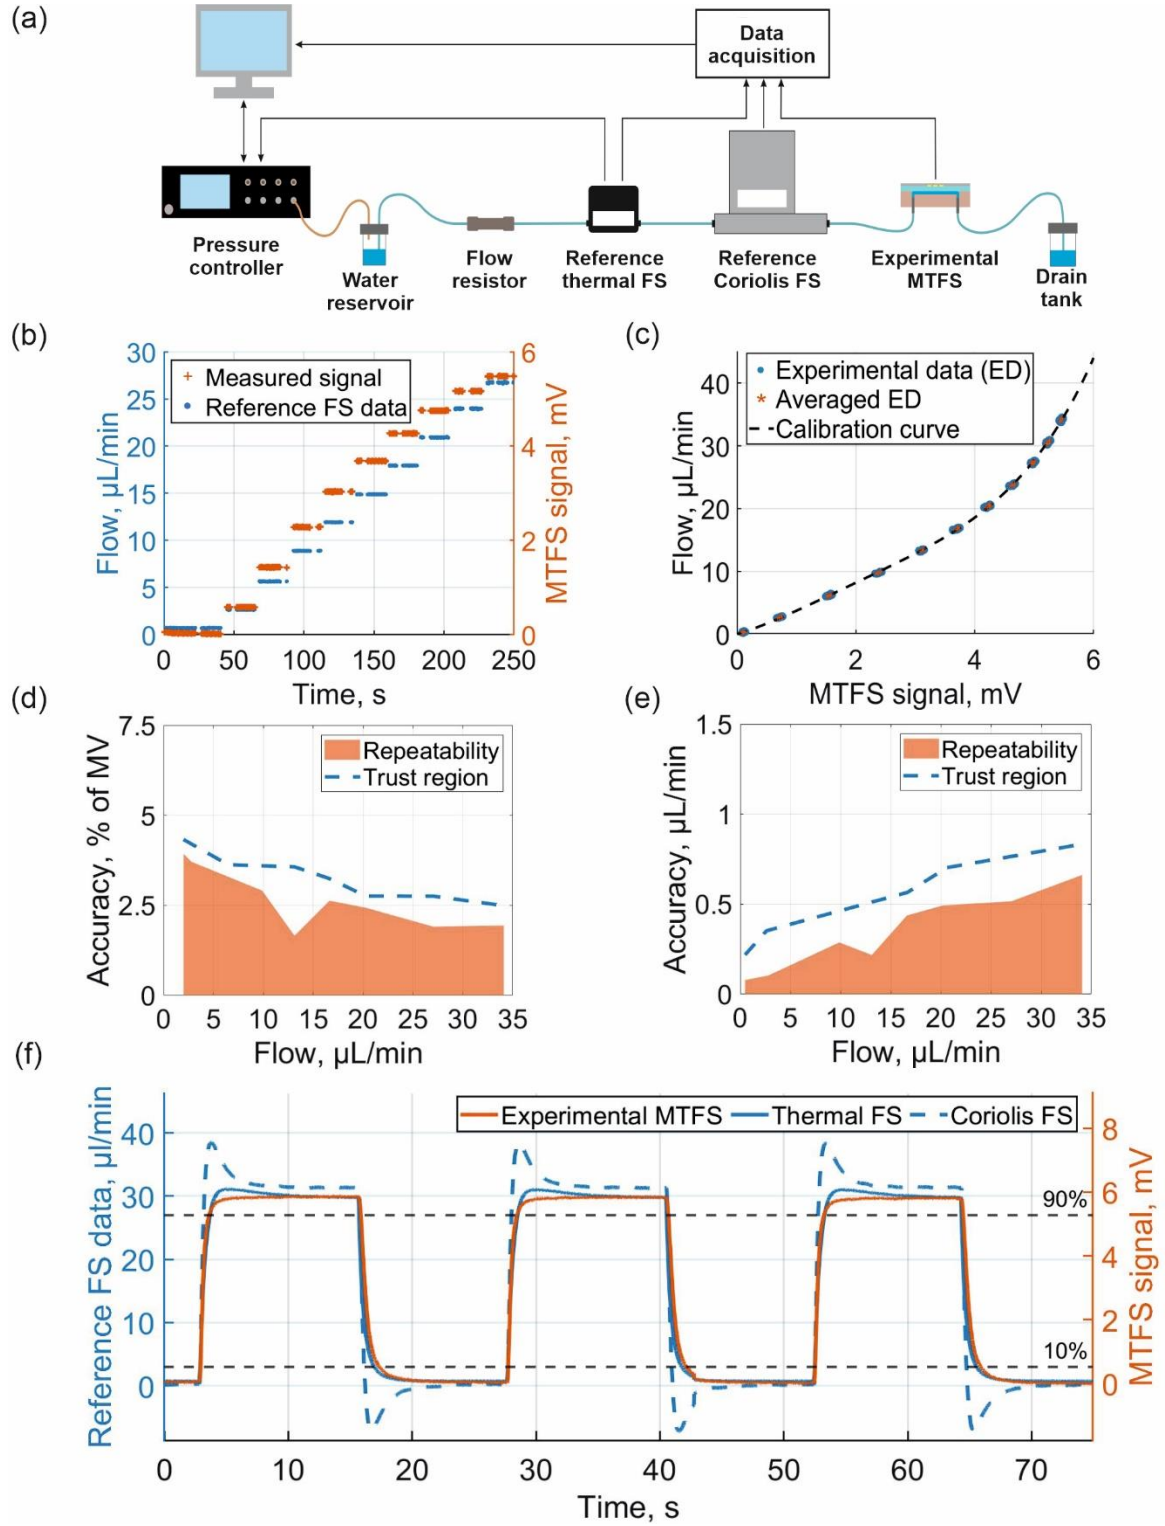 (a)
Data
acquisition
Pressure
controller
Water
reservoir
Flow
resistor
Reference
thermal FS
Reference
Coriolis FS
Experimental
MTFS
Drain
tank
(b)
Flow, µL/min
30
25
20
15
10
5
0
+ Measured signal
Reference FS data
6
4
2
0
MTFS signal, mV
0 50 100 150 200 250
Time, s
(c)
Flow, µL/min
40
30
20
10
0
Experimental data (ED)
Averaged ED
Calibration curve
0 2 4 6
MTFS signal, mV
(d)
Accuracy, % of MV
7.5
5
2.5
0
Repeatability
Trust region
0 5 10 15 20 25 30 35
Flow, µL/min
(e)
Accuracy, µL/min
1.5
1
0.5
0
Repeatability
Trust region
0 5 10 15 20 25 30 35
Flow, µL/min
(f)
Reference FS data, µl/min
40
30
20
10
0
Experimental MTFS Thermal FS Coriolis FS
90%
10%
8
6
4
2
0
MTFS signal, mV
0 10 20 30 40 50 60 70
Time, s